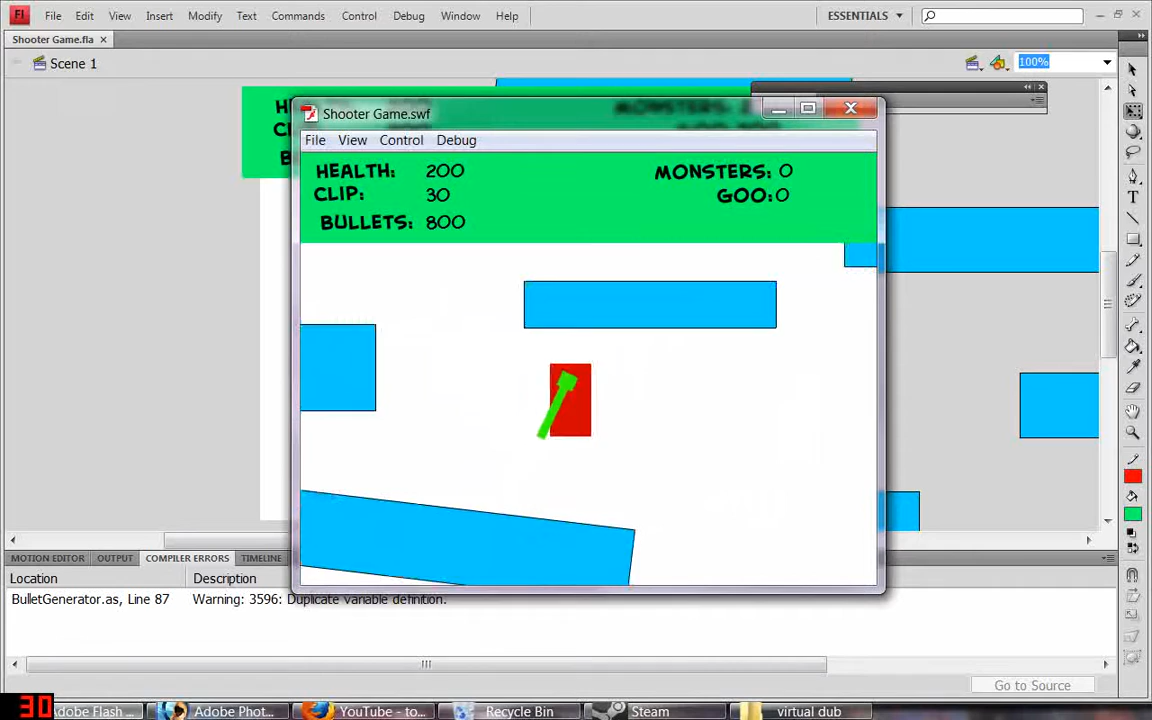 Fl File Edit View Insert Modify Text Commands Control Debug Window Help ESSENTIALS
Shooter Game.fla
Scene 1 100%
Shooter Game.swf
File View Control Debug
HEALTH: 200 MONSTERS: 0
CLIP: 30 GOO: 0
BULLETS: 800
MOTION EDITOR OUTPUT COMPILER ERRORS TIMELINE
Location Description
BulletGenerator.as, Line 87 Warning: 3596: Duplicate variable definition.
Go to Source
30 Adobe Flash ... Adobe Phot... YouTube - to... Recycle Bin Steam virtual dub